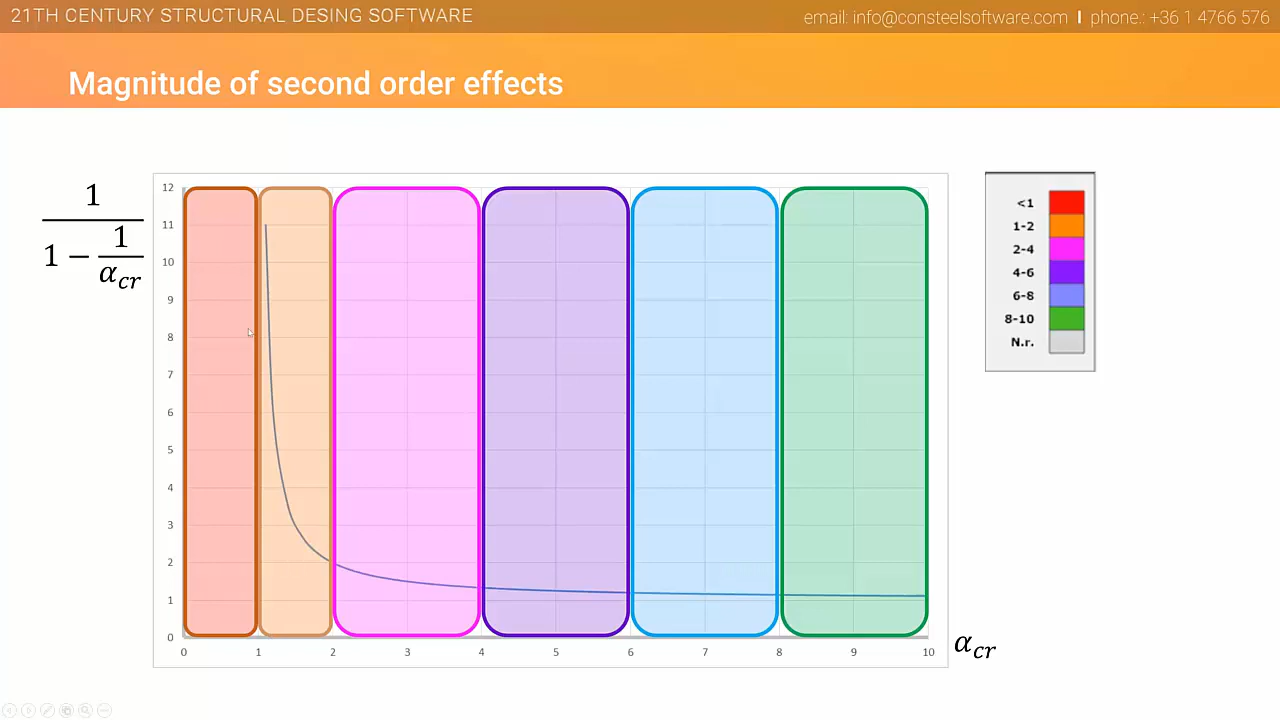 21TH CENTURY STRUCTURAL DESING SOFTWARE
email: info@consteelsoftware.com I phone.: +36 1 4766 576
Magnitude of second order effects
1
1 − 1
α_cr
12
11
10
9
8
7
6
5
4
3
2
1
0
0 1 2 3 4 5 6 7 8 9 10
α_cr
<1
1-2
2-4
4-6
6-8
8-10
N.r.